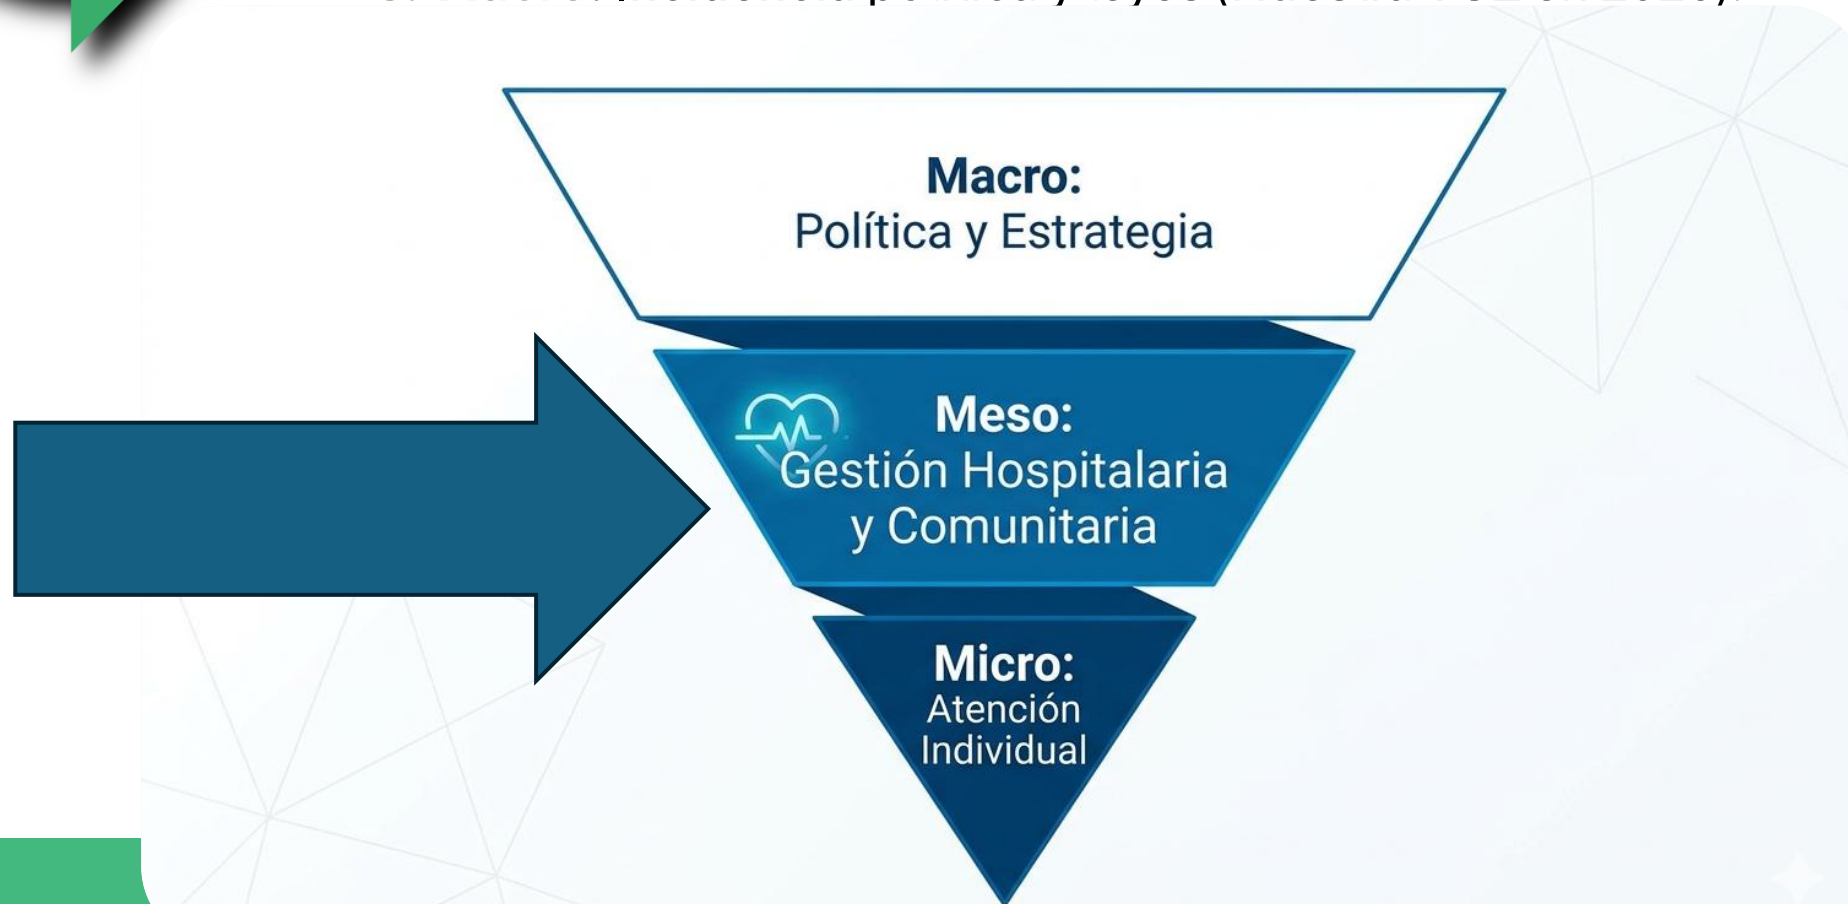 Macro:
Política y Estrategia
Meso:
Gestión Hospitalaria
y Comunitaria
Micro:
Atención
Individual